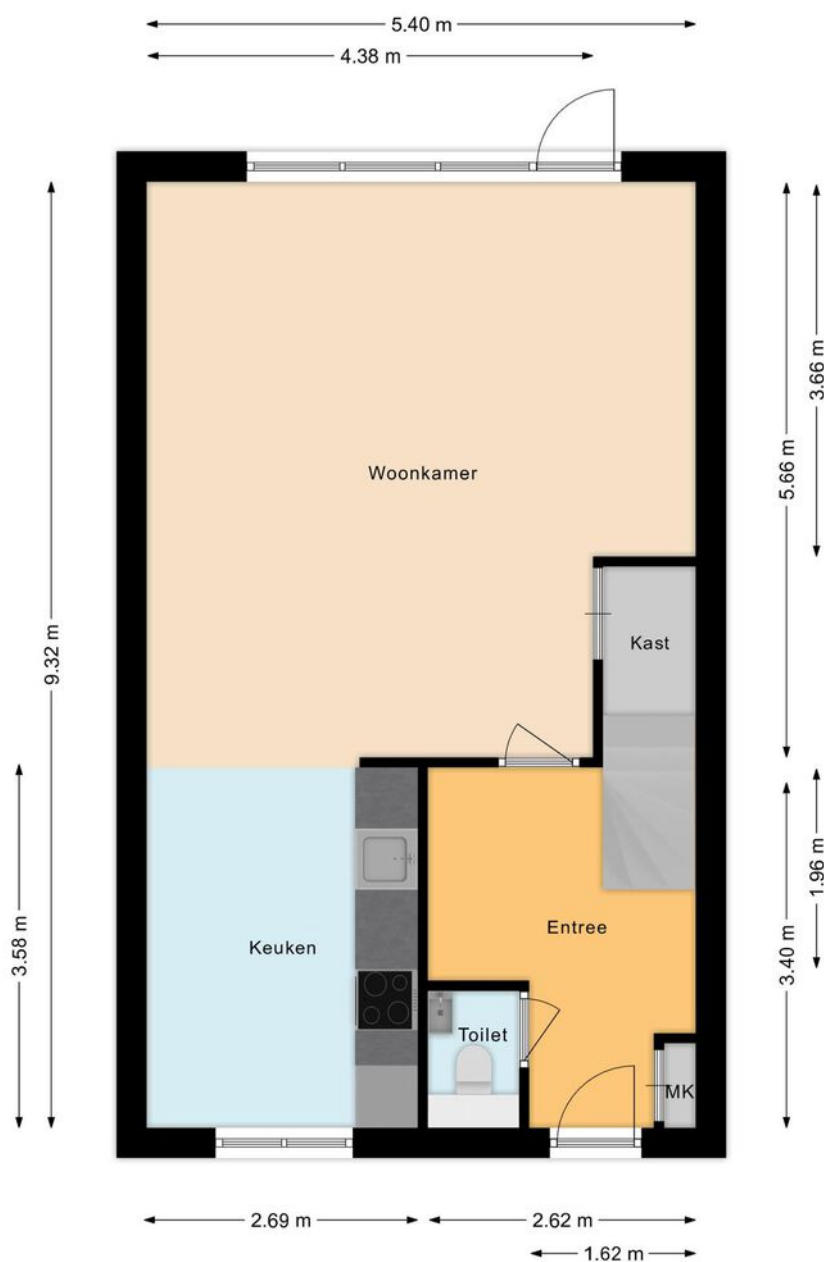 5.40 m
4.38 m
3.66 m
5.66 m
Woonkamer
9.32 m
Kast
1.96 m
3.58 m
3.40 m
Entree
Keuken
Toilet
MK
2.69 m
2.62 m
1.62 m